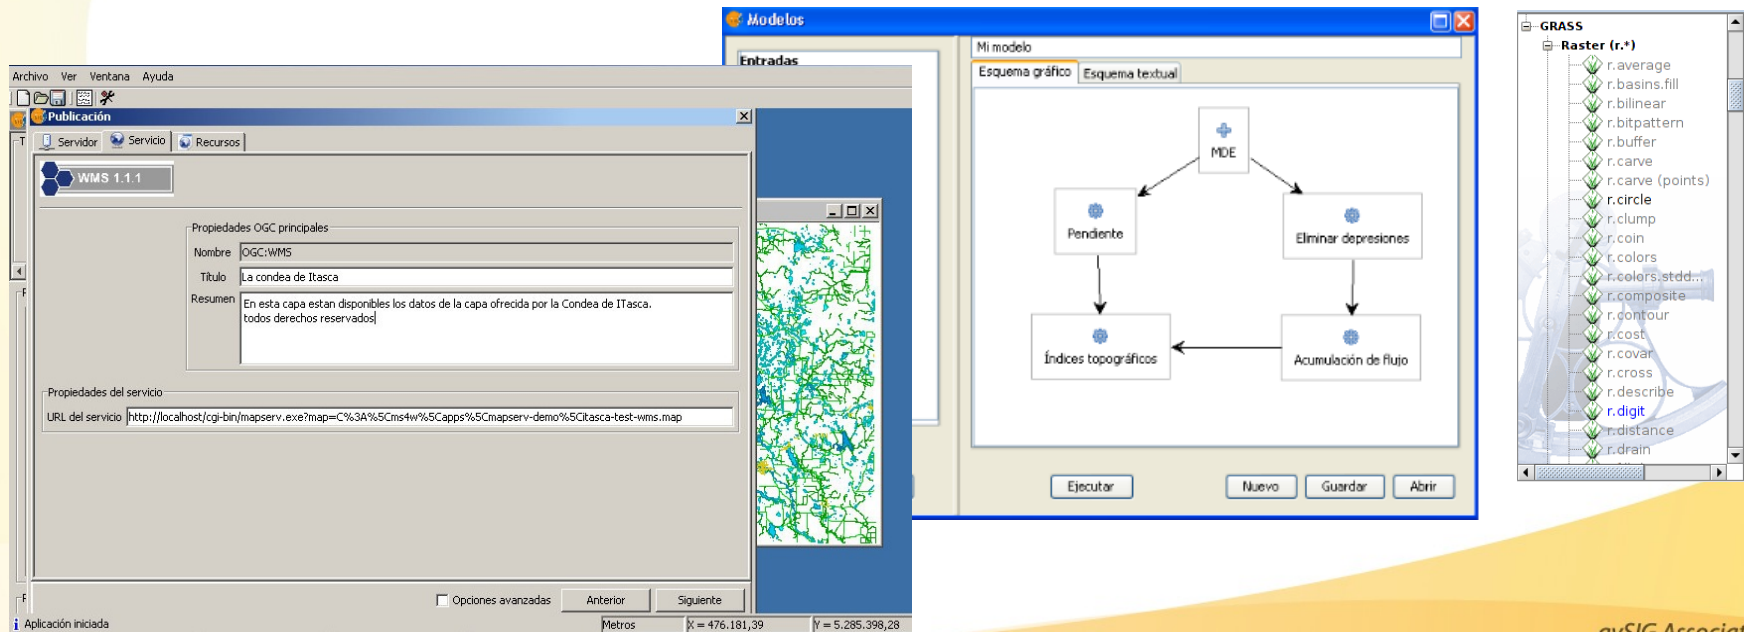 Archivo Ver Ventana Ayuda
Publicación
Servidor Servicio Recursos
WMS 1.1.1
Propiedades OGC principales
Nombre OGC:WMS
Título La condea de Itasca
Resumen En esta capa estan disponibles los datos de la capa ofrecida por la Condea de ITasca.
todos derechos reservados
Propiedades del servicio
URL del servicio http://localhost/cgi-bin/mapserv.exe?map=C%3A%5Cms4w%5Capps%5Cmapserv-demo%5Citasca-test-wms.map
Opciones avanzadas Anterior Siguiente
Aplicación iniciada Metros X = 476.181,39 Y = 5.285.398,28
Modelos
Entradas
Mi modelo
Esquema gráfico Esquema textual
MDE
Pendiente
Eliminar depresiones
Índices topográficos
Acumulación de flujo
Ejecutar Nuevo Guardar Abrir
GRASS
Raster (r.*)
r.average
r.basins.fill
r.bilinear
r.bitpattern
r.buffer
r.carve
r.carve (points)
r.circle
r.clump
r.coin
r.colors
r.colors.stdd...
r.composite
r.contour
r.cost
r.covar
r.cross
r.describe
r.digit
r.distance
r.drain